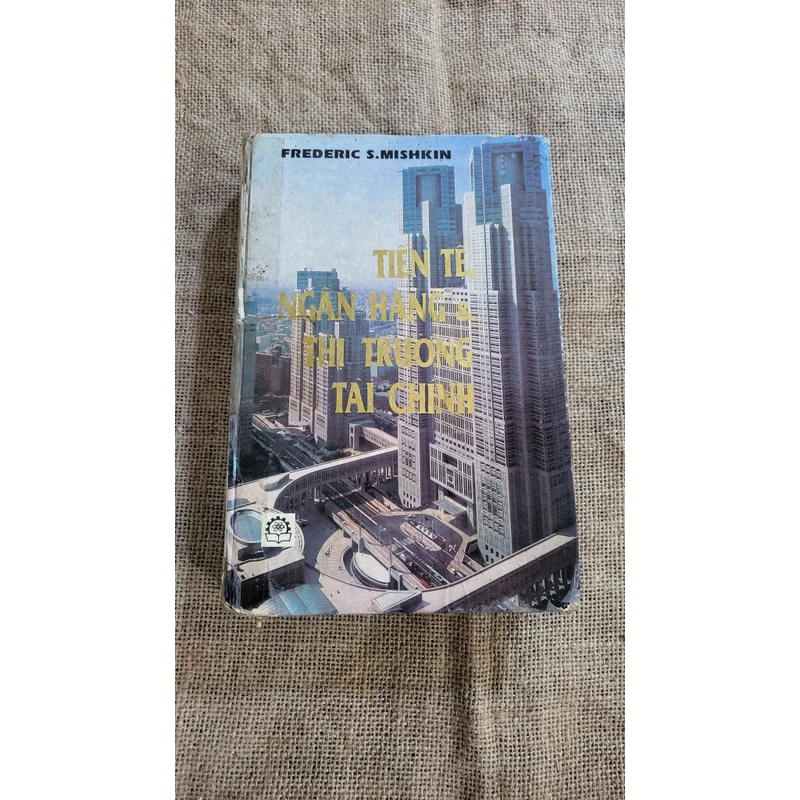 FREDERIC S.MISHKIN
TIỀN TỆ,
NGÂN HÀNG &
THỊ TRƯỜNG
TÀI CHÍNH